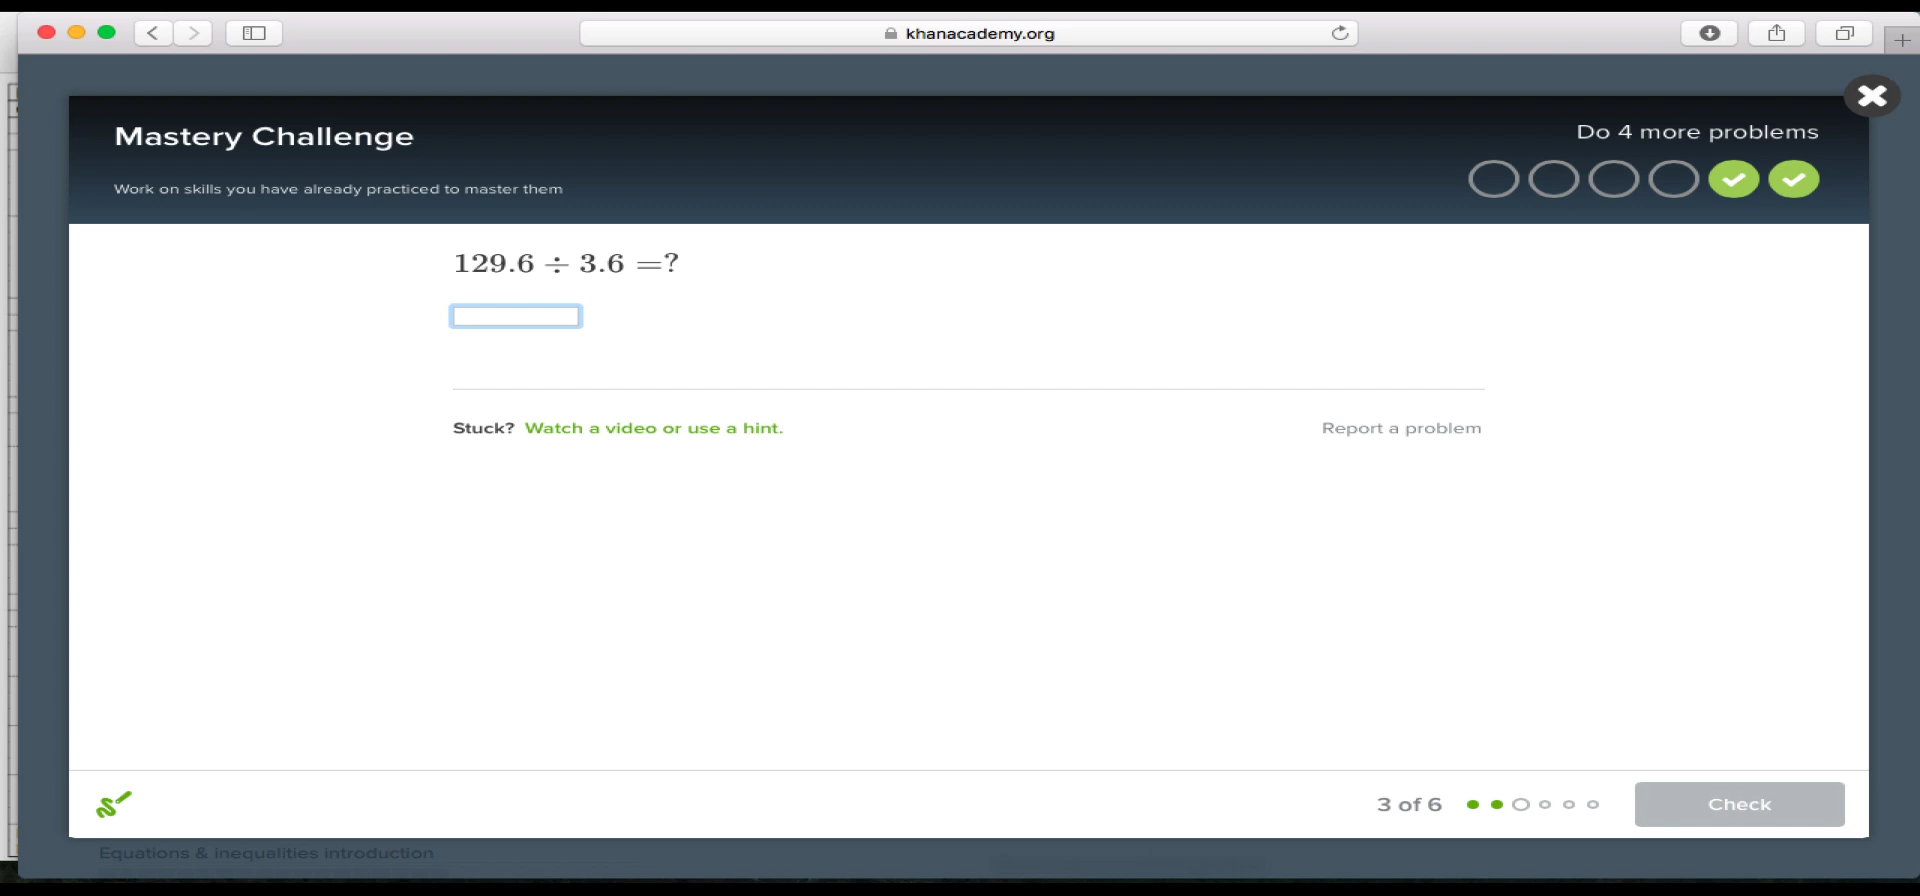 khanacademy.org
Mastery Challenge
Do 4 more problems
Work on skills you have already practiced to master them
129.6 ÷ 3.6 =?
Stuck? Watch a video or use a hint.
Report a problem
3 of 6
Check
Equations & inequalities introduction